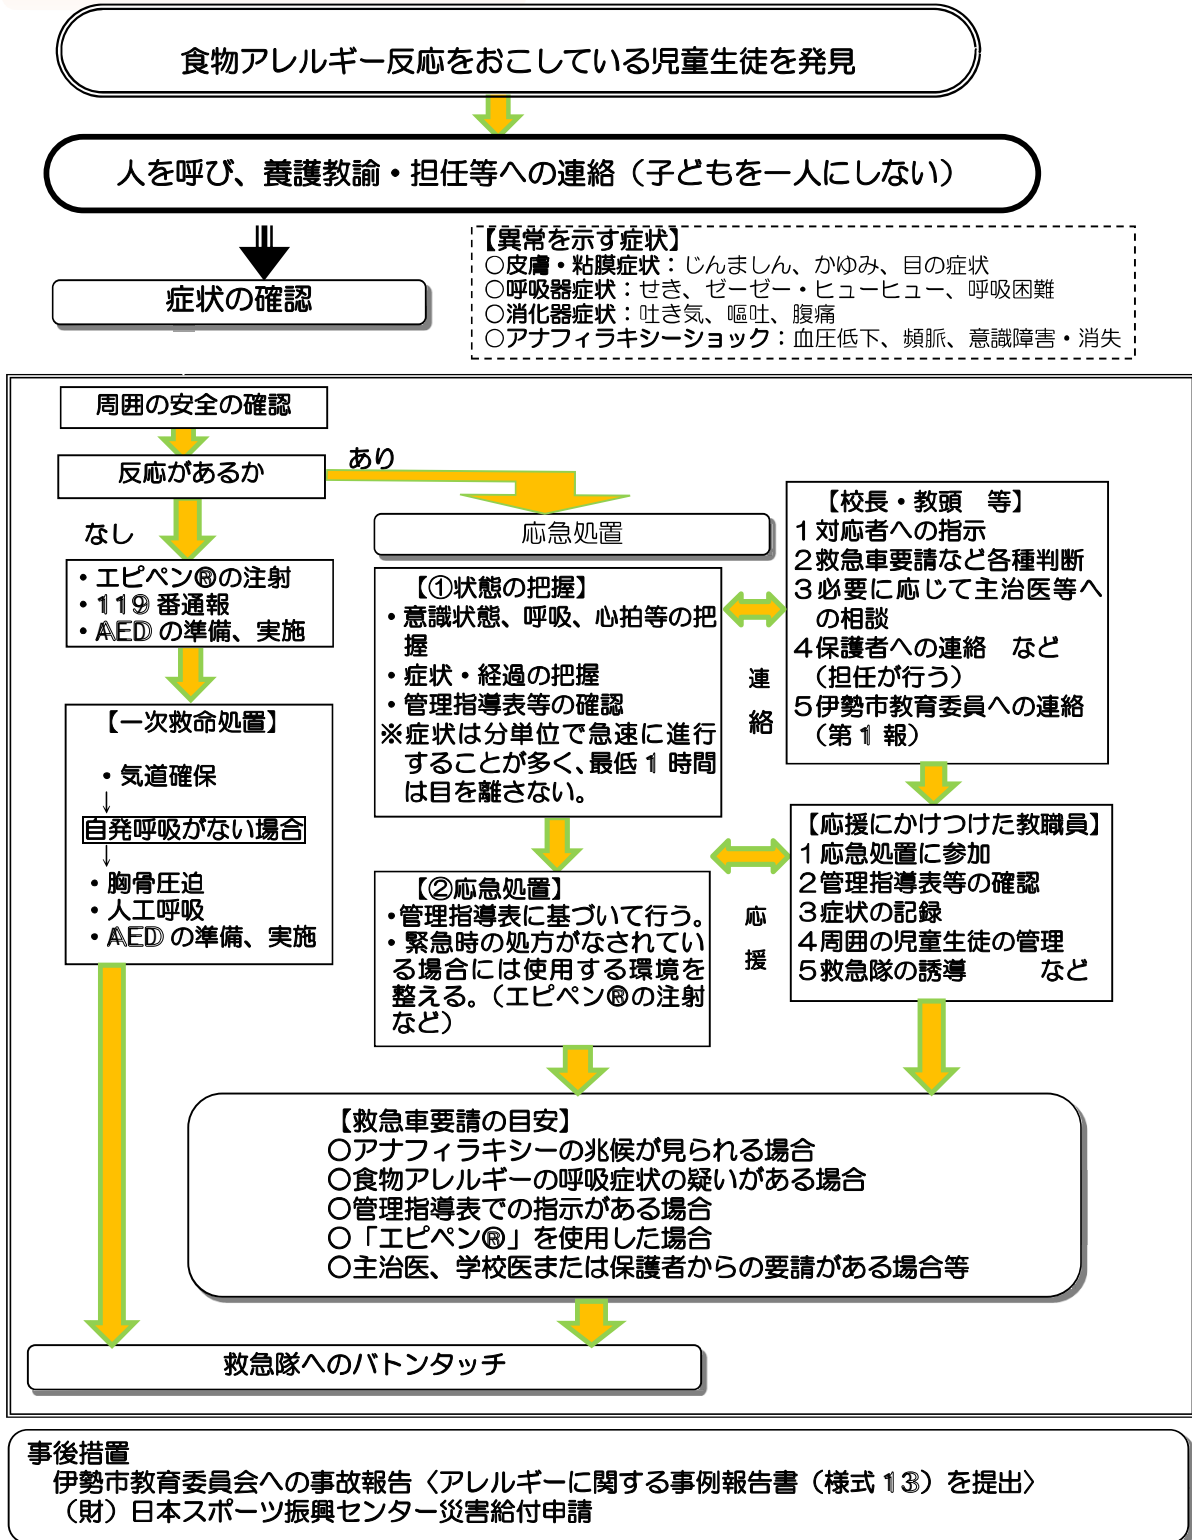 食物アレルギー反応をおこしている児童生徒を発見
人を呼び、養護教諭・担任等への連絡（子どもを一人にしない）
症状の確認
【異常を示す症状】
○皮膚・粘膜症状：じんましん、かゆみ、目の症状
○呼吸器症状：せき、ゼーゼー・ヒューヒュー、呼吸困難
○消化器症状：吐き気、嘔吐、腹痛
○アナフィラキシーショック：血圧低下、頻脈、意識障害・消失
周囲の安全の確認
反応があるか
あり
なし
・エピペン®の注射
・119番通報
・AEDの準備、実施
【一次救命処置】
・気道確保
↓
自発呼吸がない場合
↓
・胸骨圧迫
・人工呼吸
・AEDの準備、実施
応急処置
【①状態の把握】
・意識状態、呼吸、心拍等の把
握
・症状・経過の把握
・管理指導表等の確認
※症状は分単位で急速に進行
することが多く、最低1時間
は目を離さない。
【②応急処置】
・管理指導表に基づいて行う。
・緊急時の処方がなされてい
る場合には使用する環境を
整える。（エピペン®の注射
など）
連
絡
応
援
【校長・教頭　等】
1対応者への指示
2救急車要請など各種判断
3必要に応じて主治医等へ
の相談
4保護者への連絡　など
（担任が行う）
5伊勢市教育委員への連絡
（第1報）
【応援にかけつけた教職員】
1応急処置に参加
2管理指導表等の確認
3症状の記録
4周囲の児童生徒の管理
5救急隊の誘導　　など
【救急車要請の目安】
○アナフィラキシーの兆候が見られる場合
○食物アレルギーの呼吸症状の疑いがある場合
○管理指導表での指示がある場合
○「エピペン®」を使用した場合
○主治医、学校医または保護者からの要請がある場合等
救急隊へのバトンタッチ
事後措置
伊勢市教育委員会への事故報告〈アレルギーに関する事例報告書（様式13）を提出〉
（財）日本スポーツ振興センター災害給付申請